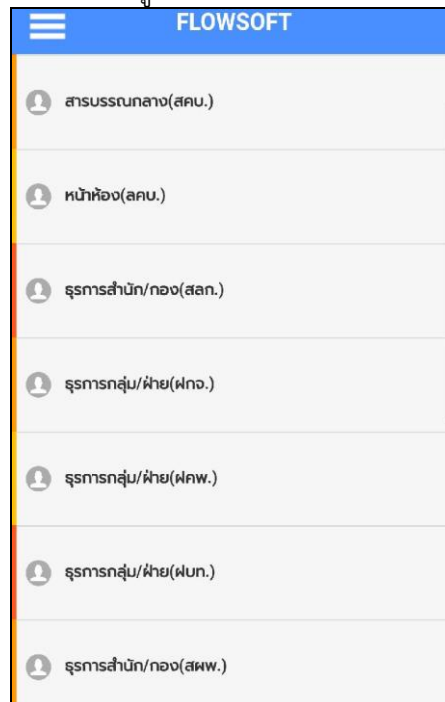 FLOWSOFT
สารบรรณกลาง(สคบ.)
หน้าห้อง(ลคบ.)
ธุรการสำนัก/กอง(สลก.)
ธุรการกลุ่ม/ฝ่าย(ฝกจ.)
ธุรการกลุ่ม/ฝ่าย(ฝคพ.)
ธุรการกลุ่ม/ฝ่าย(ฝบท.)
ธุรการสำนัก/กอง(สผพ.)